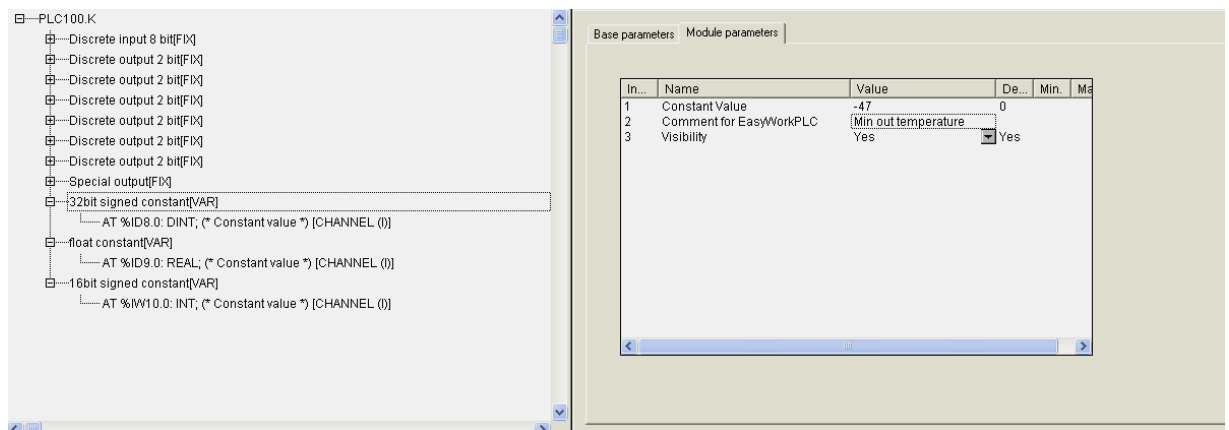 PLC100.K
Discrete input 8 bit[FIX]
Discrete output 2 bit[FIX]
Discrete output 2 bit[FIX]
Discrete output 2 bit[FIX]
Discrete output 2 bit[FIX]
Discrete output 2 bit[FIX]
Discrete output 2 bit[FIX]
Special output[FIX]
32bit signed constant[VAR]
AT %ID8.0: DINT; (* Constant value *) [CHANNEL (I)]
float constant[VAR]
AT %ID9.0: REAL; (* Constant value *) [CHANNEL (I)]
16bit signed constant[VAR]
AT %IW10.0: INT; (* Constant value *) [CHANNEL (I)]
Base parameters Module parameters
In... Name Value De... Min. Ma
1 Constant Value -47 0
2 Comment for EasyWorkPLC Min out temperature
3 Visibility Yes Yes